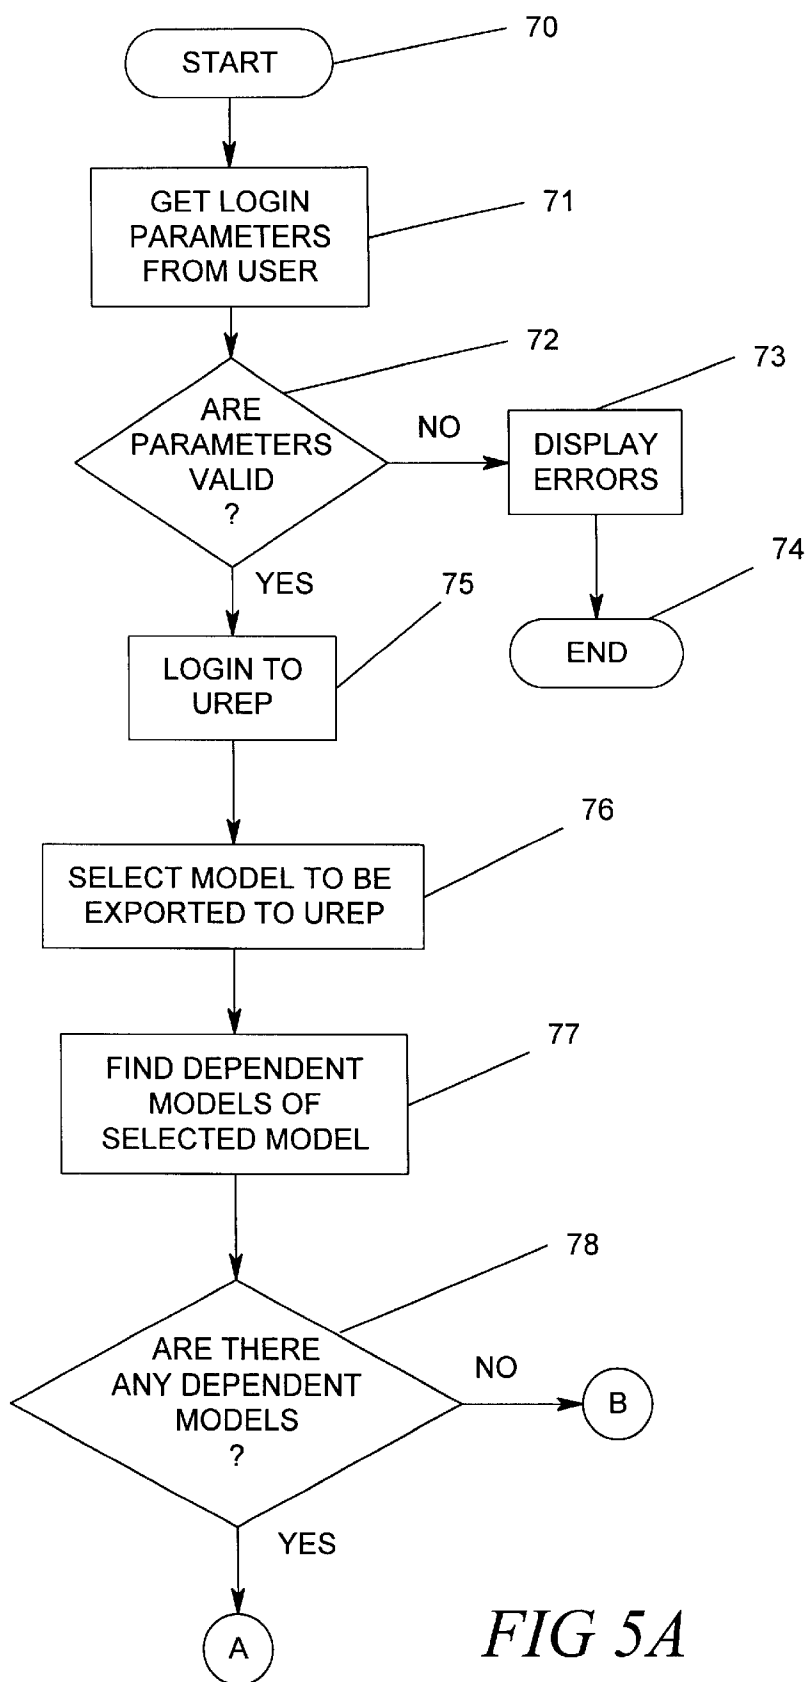 70
START
GET LOGIN
PARAMETERS
FROM USER
71
72
ARE
PARAMETERS
VALID
?
NO
73
DISPLAY
ERRORS
74
END
YES
75
LOGIN TO
UREP
76
SELECT MODEL TO BE
EXPORTED TO UREP
77
FIND DEPENDENT
MODELS OF
SELECTED MODEL
78
ARE THERE
ANY DEPENDENT
MODELS
?
NO
B
YES
A
FIG 5A